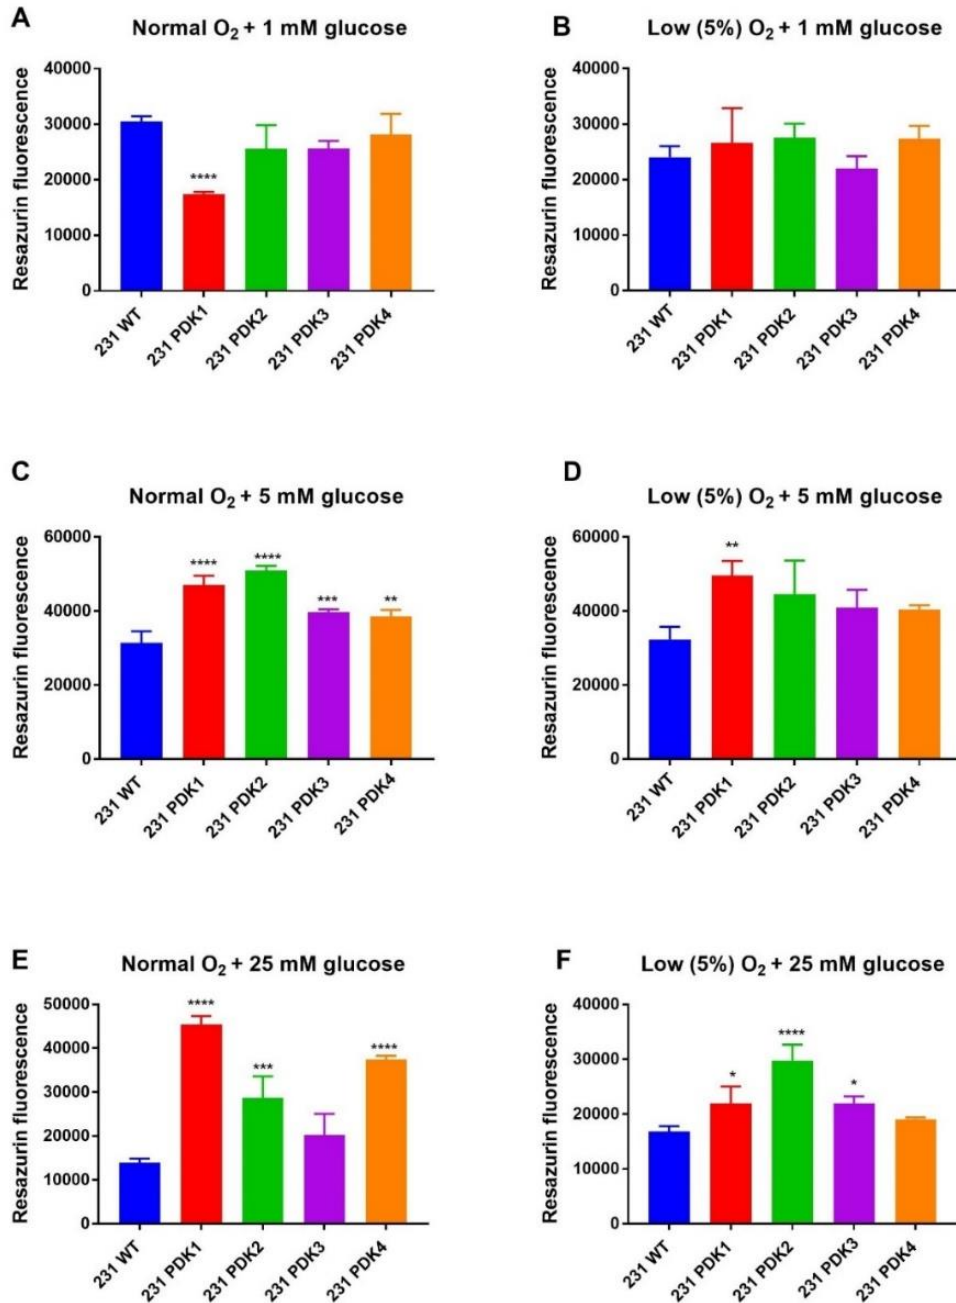 A
Normal O2 + 1 mM glucose
Resazurin fluorescence
40000
30000
20000
10000
0
****
231 WT
231 PDK1
231 PDK2
231 PDK3
231 PDK4
B
Low (5%) O2 + 1 mM glucose
Resazurin fluorescence
40000
30000
20000
10000
0
231 WT
231 PDK1
231 PDK2
231 PDK3
231 PDK4
C
Normal O2 + 5 mM glucose
Resazurin fluorescence
60000
40000
20000
0
****
****
***
**
231 WT
231 PDK1
231 PDK2
231 PDK3
231 PDK4
D
Low (5%) O2 + 5 mM glucose
Resazurin fluorescence
60000
40000
20000
0
**
231 WT
231 PDK1
231 PDK2
231 PDK3
231 PDK4
E
Normal O2 + 25 mM glucose
Resazurin fluorescence
50000
40000
30000
20000
10000
0
****
***
****
231 WT
231 PDK1
231 PDK2
231 PDK3
231 PDK4
F
Low (5%) O2 + 25 mM glucose
Resazurin fluorescence
40000
30000
20000
10000
0
*
****
*
231 WT
231 PDK1
231 PDK2
231 PDK3
231 PDK4